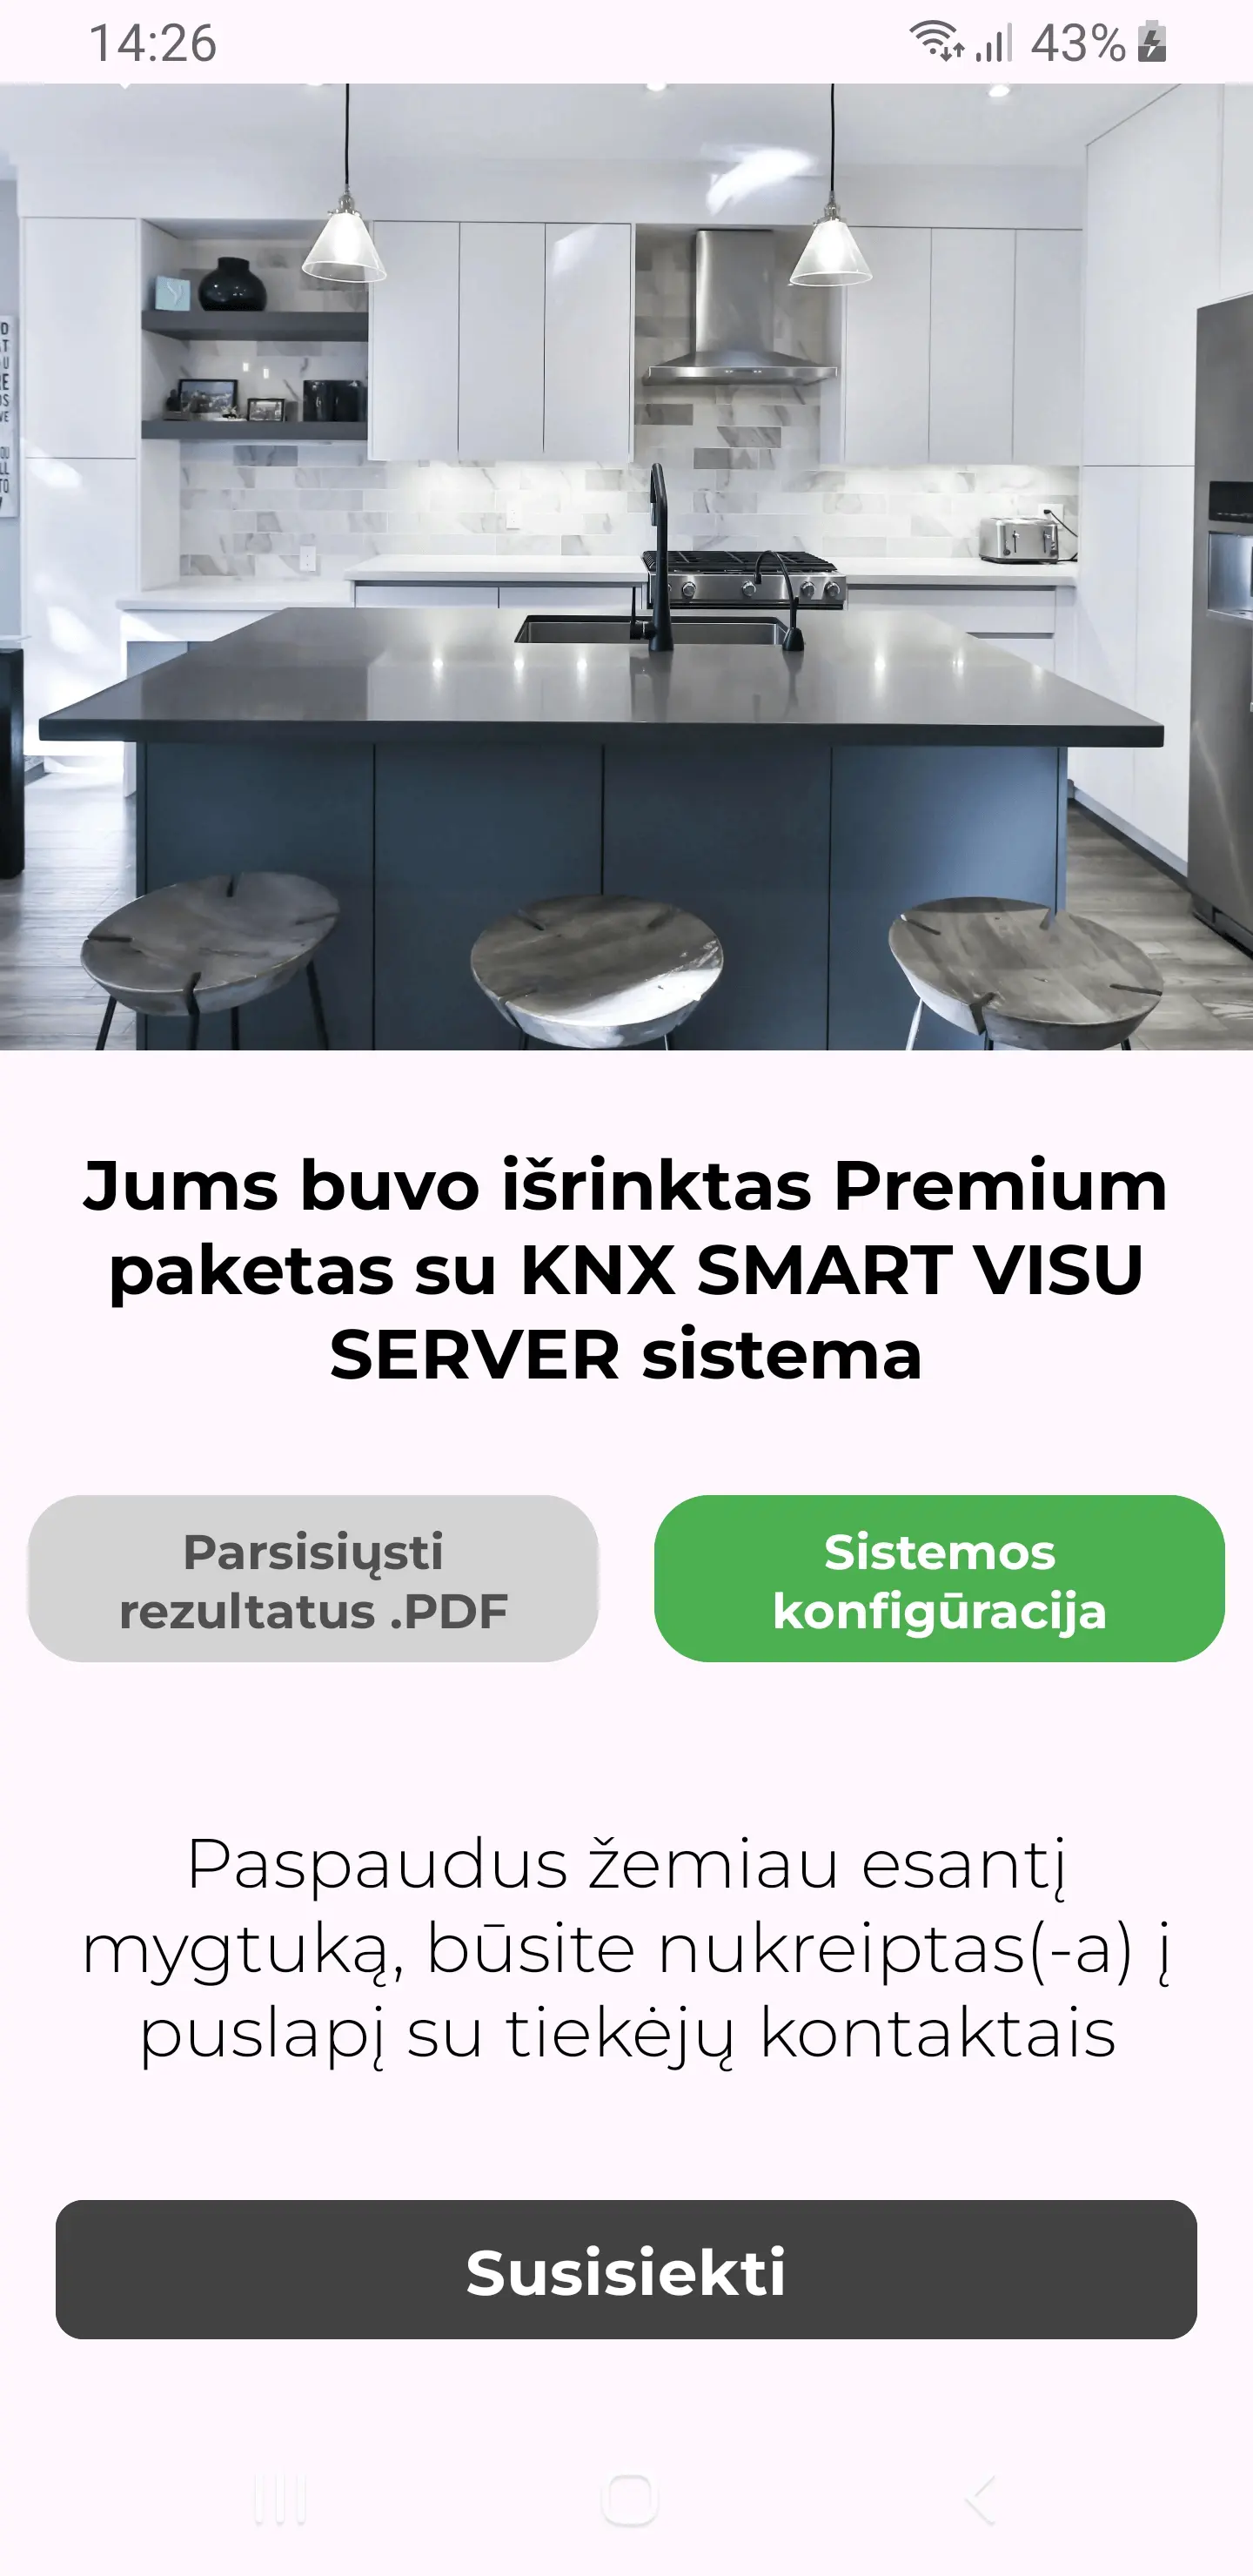 14:26
43%
Jums buvo išrinktas Premium
paketas su KNX SMART VISU
SERVER sistema
Parsisiųsti
rezultatus .PDF
Sistemos
konfigūracija
Paspaudus žemiau esantį
mygtuką, būsite nukreiptas(-a) į
puslapį su tiekėjų kontaktais
Susisiekti